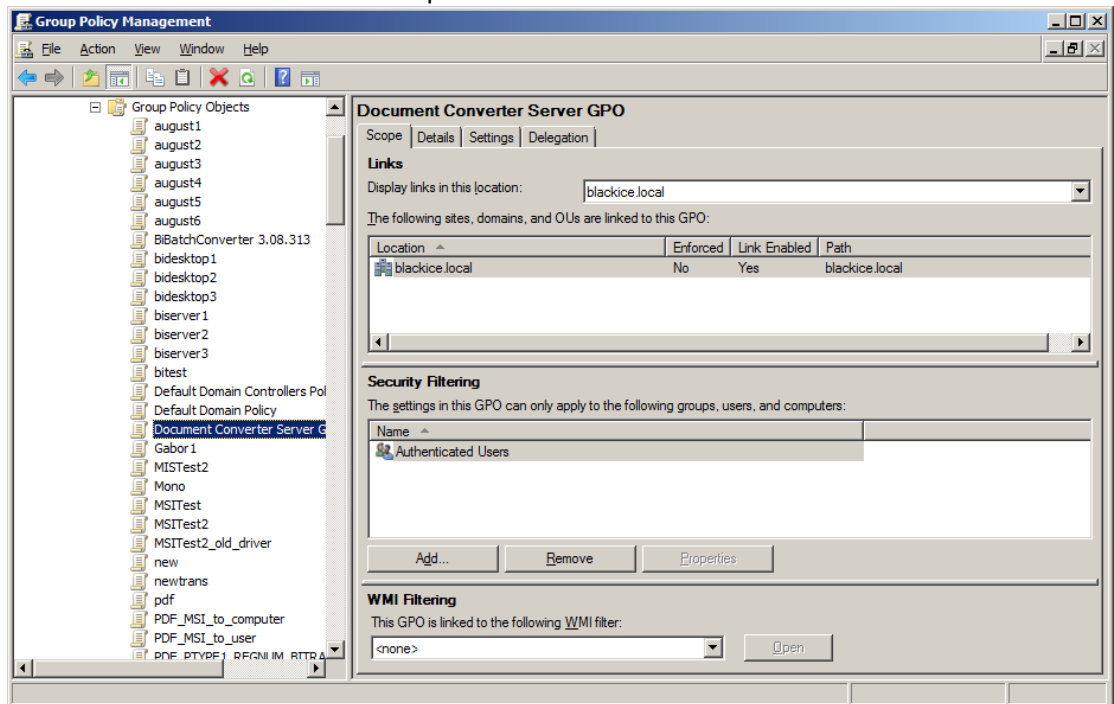 Group Policy Management
File Action View Window Help
Group Policy Objects
august1
august2
august3
august4
august5
august6
BiBatchConverter 3.08.313
bidesktop1
bidesktop2
bidesktop3
biserver1
biserver2
biserver3
bitest
Default Domain Controllers Pol
Default Domain Policy
Document Converter Server G
Gabor1
MISTest2
Mono
MSITest
MSITest2
MSITest2_old_driver
new
newtrans
pdf
PDF_MSI_to_computer
PDF_MSI_to_user
PDF_PTYPE1_REGNUM_BITRA
Document Converter Server GPO
Scope Details Settings Delegation
Links
Display links in this location: blackice.local
The following sites, domains, and OUs are linked to this GPO:
Location Enforced Link Enabled Path
blackice.local No Yes blackice.local
Security Filtering
The settings in this GPO can only apply to the following groups, users, and computers:
Name
Authenticated Users
Add... Remove Properties
WMI Filtering
This GPO is linked to the following WMI filter:
<none> Open